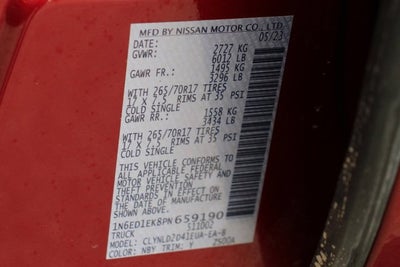 MFD BY NISSAN MOTOR CO., LTD.
DATE: 05/23
GVWR: 2727 KG
6012 LB
GAWR FR.: 1495 KG
3296 LB
WITH 265/70R17 TIRES
17 X 7.5 RIMS AT 35 PSI
COLD SINGLE
GAWR RR.: 1558 KG
3434 LB
WITH 265/70R17 TIRES
17 X 7.5 RIMS AT 35 PSI
COLD SINGLE
THIS VEHICLE CONFORMS TO
ALL APPLICABLE FEDERAL
MOTOR VEHICLE SAFETY
STANDARDS IN EFFECT ON
THE DATE OF MANUFACTURE
SHOWN ABOVE
1N6ED1EK8PN659190
TRUCK S11002
MODEL: CLYNLD2D41EUA-EA-B
COLOR: NBY TRIM: Y Z500A